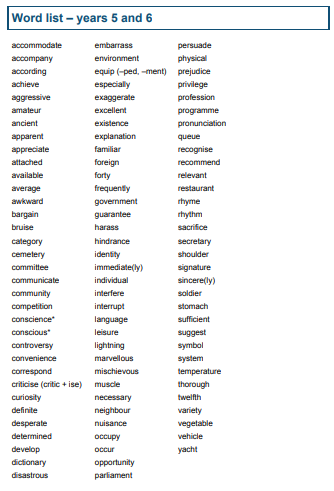 Word list – years 5 and 6
accommodate
accompany
according
achieve
aggressive
amateur
ancient
apparent
appreciate
attached
available
average
awkward
bargain
bruise
category
cemetery
committee
communicate
community
competition
conscience*
conscious*
controversy
convenience
correspond
criticise (critic + ise)
curiosity
definite
desperate
determined
develop
dictionary
disastrous
embarrass
environment
equip (–ped, –ment)
especially
exaggerate
excellent
existence
explanation
familiar
foreign
forty
frequently
government
guarantee
harass
hindrance
identity
immediate(ly)
individual
interfere
interrupt
language
leisure
lightning
marvellous
mischievous
muscle
necessary
neighbour
nuisance
occupy
occur
opportunity
parliament
persuade
physical
prejudice
privilege
profession
programme
pronunciation
queue
recognise
recommend
relevant
restaurant
rhyme
rhythm
sacrifice
secretary
shoulder
signature
sincere(ly)
soldier
stomach
sufficient
suggest
symbol
system
temperature
thorough
twelfth
variety
vegetable
vehicle
yacht